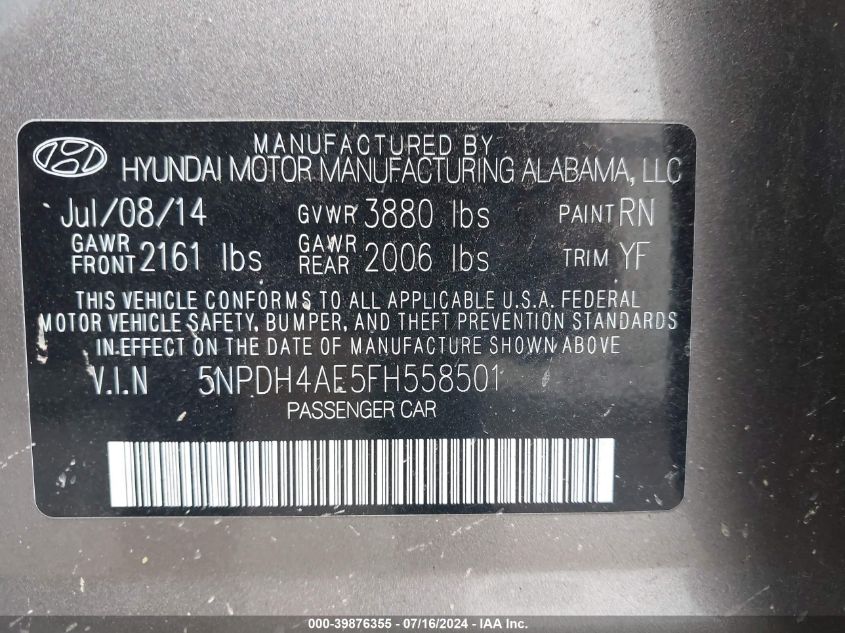 MANUFACTURED BY
HYUNDAI MOTOR MANUFACTURING ALABAMA, LLC
Jul/08/14 GVWR 3880 lbs PAINT RN
GAWR FRONT 2161 lbs GAWR REAR 2006 lbs TRIM YF
THIS VEHICLE CONFORMS TO ALL APPLICABLE U.S.A. FEDERAL
MOTOR VEHICLE SAFETY, BUMPER, AND THEFT PREVENTION STANDARDS
IN EFFECT ON THE DATE OF MANUFACTURE SHOWN ABOVE
V.I.N 5NPDH4AE5FH558501
PASSENGER CAR
000-39876355 - 07/16/2024 - IAA Inc.